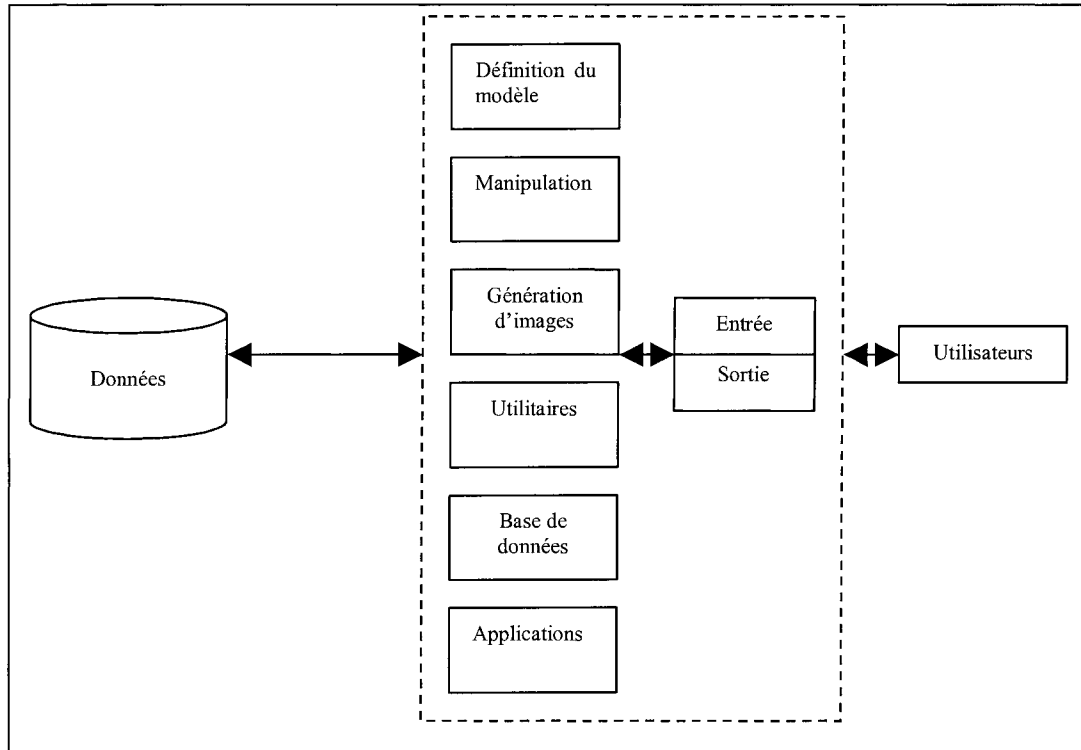 Définition du
modèle
Manipulation
Génération
d'images
Entrée
Sortie
Utilisateurs
Données
Utilitaires
Base de
données
Applications